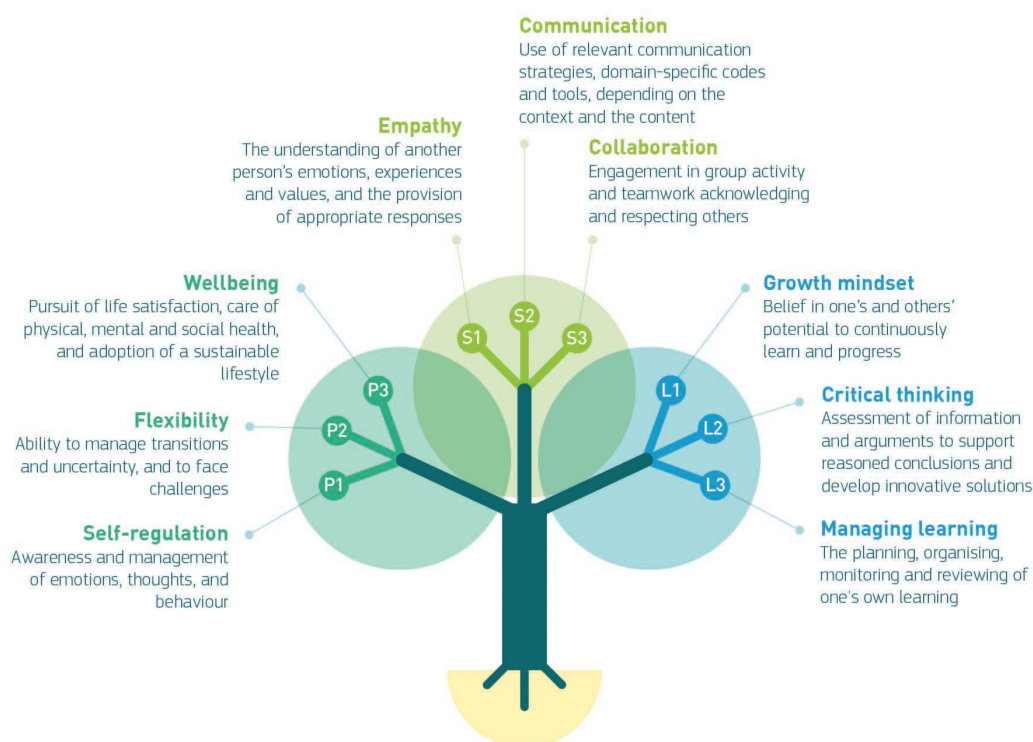 Communication
Use of relevant communication
strategies, domain-specific codes
and tools, depending on the
context and the content
Empathy
The understanding of another
person's emotions, experiences
and values, and the provision
of appropriate responses
Collaboration
Engagement in group activity
and teamwork acknowledging
and respecting others
Wellbeing
Pursuit of life satisfaction, care of
physical, mental and social health,
and adoption of a sustainable
lifestyle
Growth mindset
Belief in one's and others'
potential to continuously
learn and progress
S1
S2
S3
P3
L1
Flexibility
Ability to manage transitions
and uncertainty, and to face
challenges
P2
L2
Critical thinking
Assessment of information
and arguments to support
reasoned conclusions and
develop innovative solutions
P1
L3
Self-regulation
Awareness and management
of emotions, thoughts, and
behaviour
Managing learning
The planning, organising,
monitoring and reviewing of
one's own learning